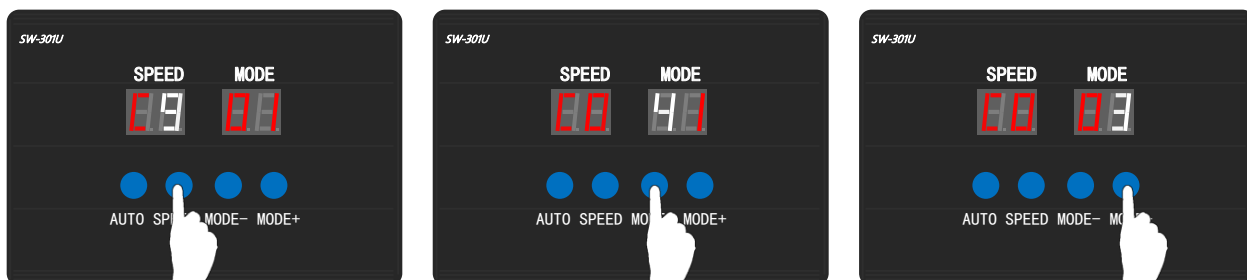 SW-301U
SPEED MODE
C9 01
AUTO MODE- MODE+
SW-301U
SPEED MODE
C0 41
AUTO SPEED MODE+
SW-301U
SPEED MODE
C0 03
AUTO SPEED MODE-